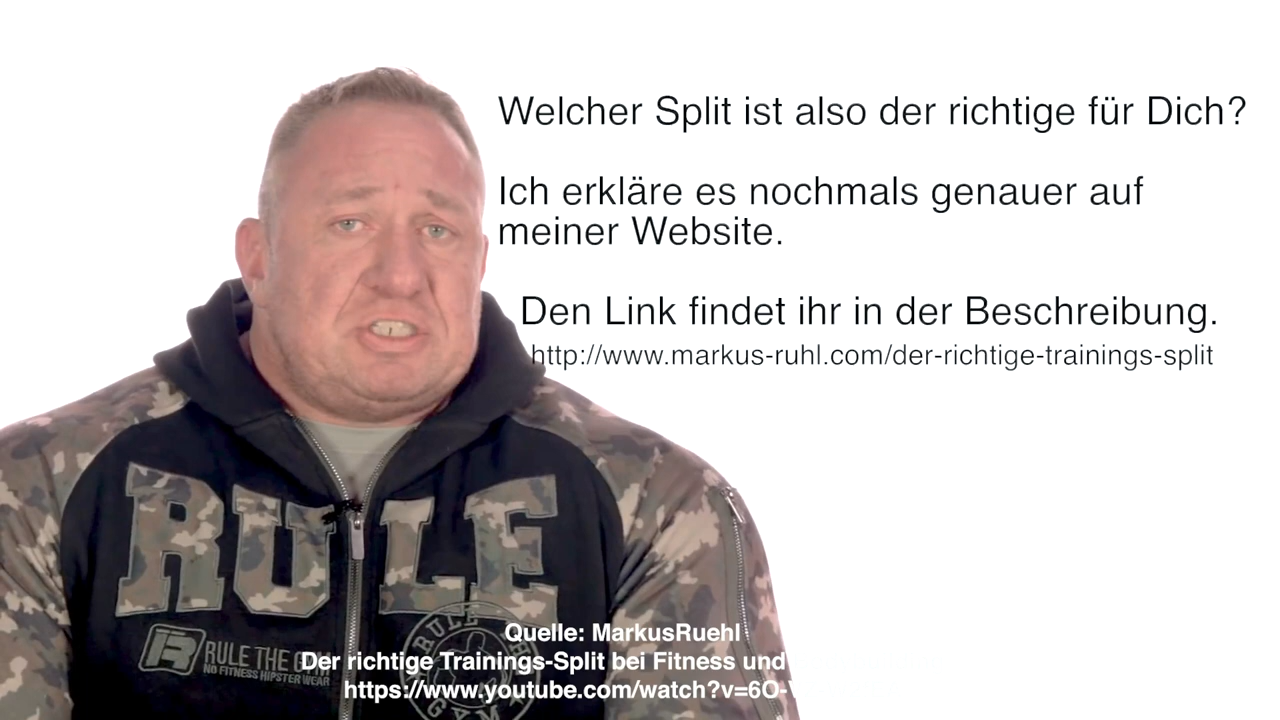 Welcher Split ist also der richtige für Dich?
Ich erkläre es nochmals genauer auf
meiner Website.
Den Link findet ihr in der Beschreibung.
http://www.markus-ruhl.com/der-richtige-trainings-split
RULE
RULE THE GYM
NO FITNESS HIPSTER WEAR
Quelle: MarkusRuehl
Der richtige Trainings-Split bei Fitness und
https://www.youtube.com/watch?v=6O-